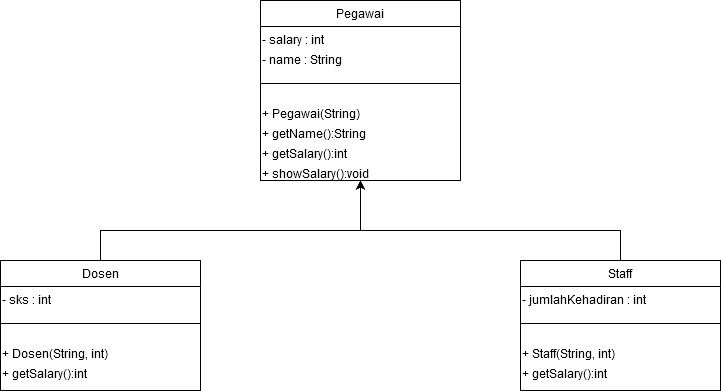 Pegawai
- salary : int
- name : String
+ Pegawai(String)
+ getName():String
+ getSalary():int
+ showSalary():void
Dosen
- sks : int
+ Dosen(String, int)
+ getSalary():int
Staff
- jumlahKehadiran : int
+ Staff(String, int)
+ getSalary():int